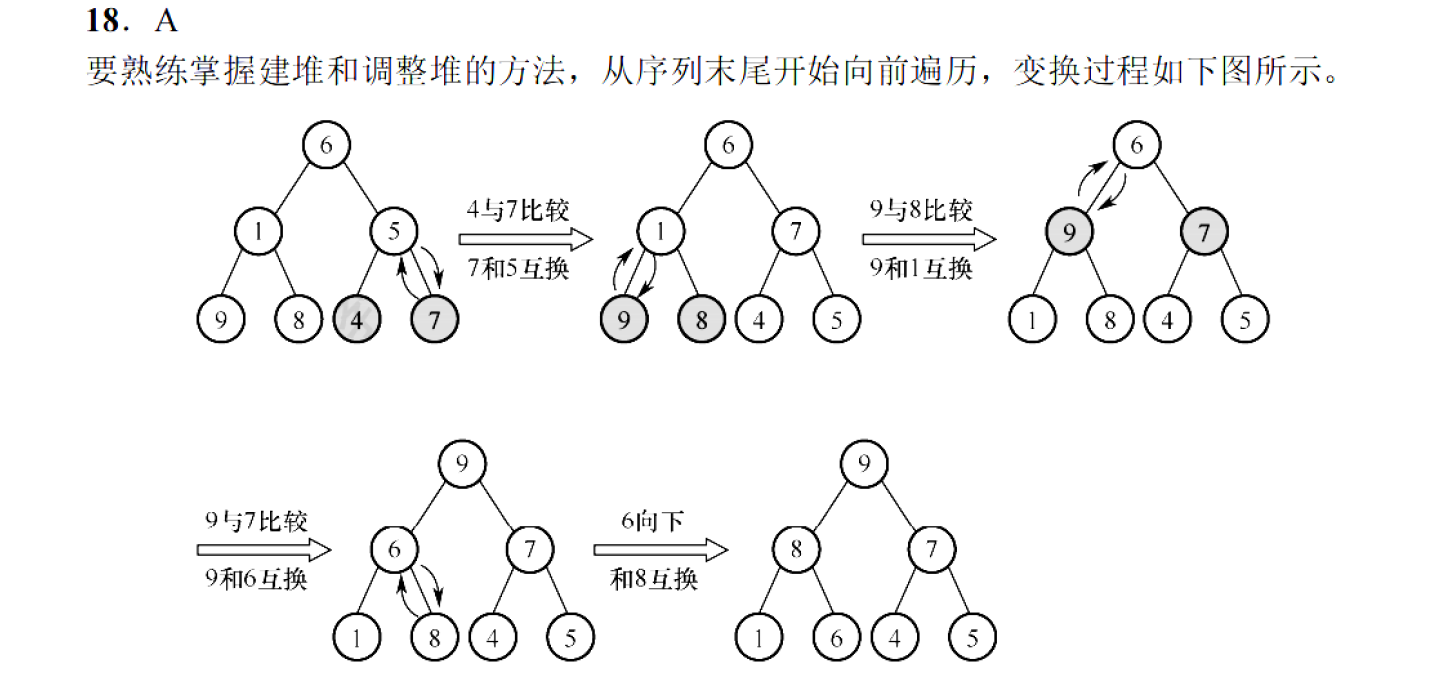 18. A
要熟练掌握建堆和调整堆的方法，从序列末尾开始向前遍历，变换过程如下图所示。
6
1 5
9 8 4 7
4与7比较
7和5互换
6
1 7
9 8 4 5
9与8比较
9和1互换
6
9 7
1 8 4 5
9与7比较
9和6互换
9
6 7
1 8 4 5
6向下
和8互换
9
8 7
1 6 4 5